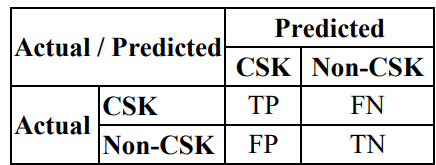 Actual / Predicted Predicted
CSK Non-CSK
Actual CSK TP FN
Non-CSK FP TN